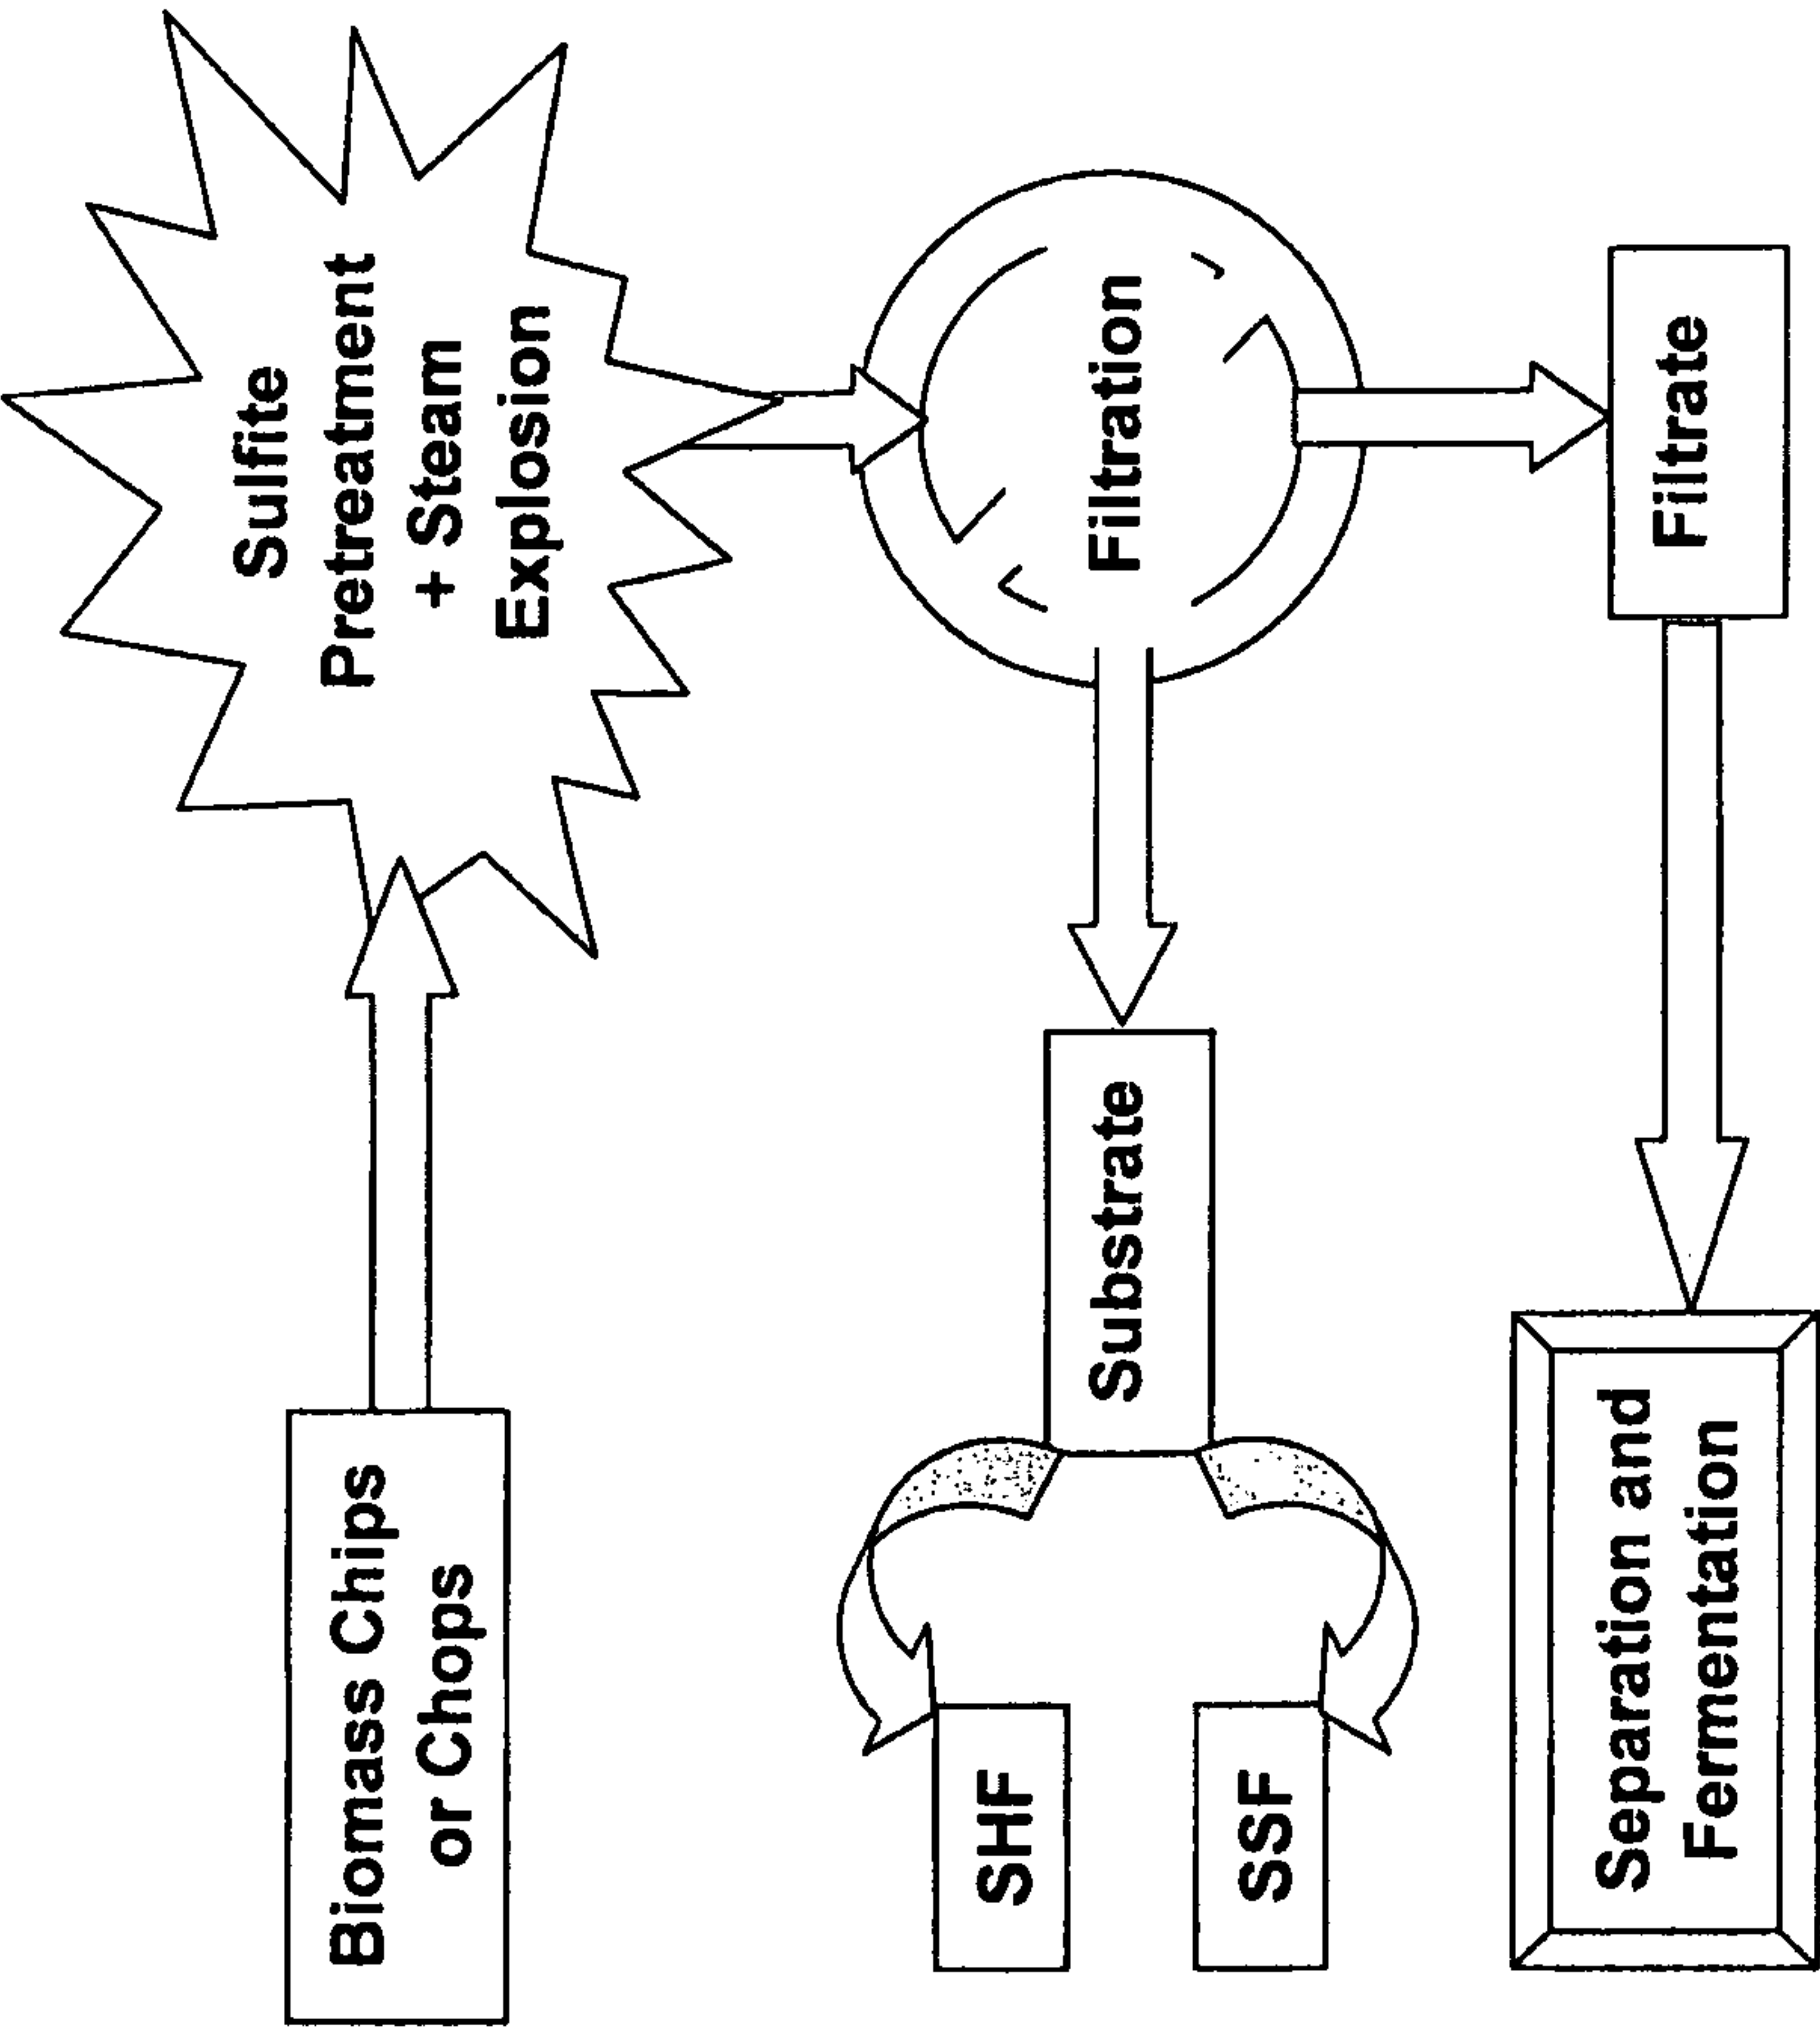 Biomass Chips
or Chops
Sulfite
Pretreatment
+ Steam
Explosion
SHF
SSF
Substrate
Filtration
Separation and
Fermentation
Filtrate